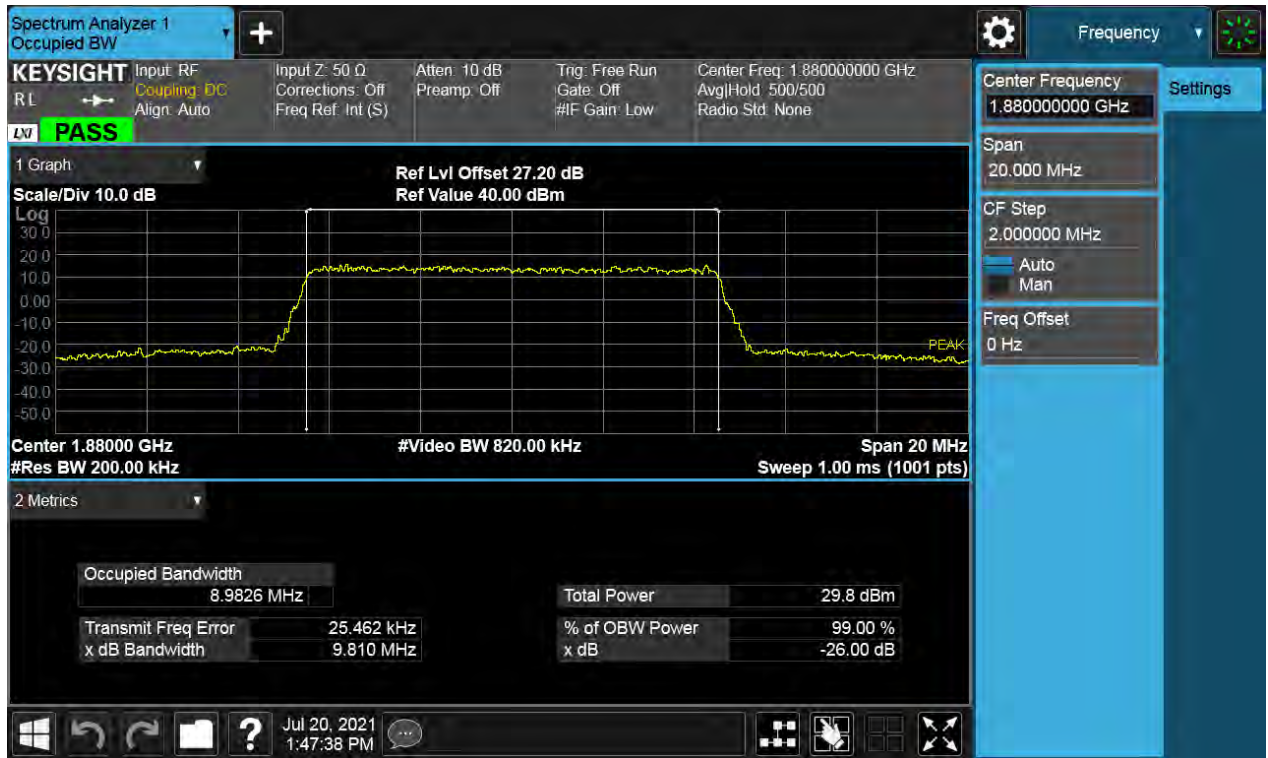 Spectrum Analyzer 1
Occupied BW
Frequency
KEYSIGHT
RL
LXI
PASS
Input: RF
Coupling: DC
Align: Auto
Input Z: 50 Ω
Corrections: Off
Freq Ref: Int (S)
Atten: 10 dB
Preamp: Off
Trig: Free Run
Gate: Off
#IF Gain: Low
Center Freq: 1.880000000 GHz
Avg|Hold: 500/500
Radio Std: None
1 Graph
Scale/Div 10.0 dB
Ref Lvl Offset 27.20 dB
Ref Value 40.00 dBm
Log
30.0
20.0
10.0
0.00
-10.0
-20.0
-30.0
-40.0
-50.0
PEAK
Center 1.88000 GHz
#Video BW 820.00 kHz
Span 20 MHz
#Res BW 200.00 kHz
Sweep 1.00 ms (1001 pts)
2 Metrics
Occupied Bandwidth
8.9826 MHz
Transmit Freq Error 25.462 kHz
x dB Bandwidth 9.810 MHz
Total Power 29.8 dBm
% of OBW Power 99.00 %
x dB -26.00 dB
Center Frequency
1.880000000 GHz
Settings
Span
20.000 MHz
CF Step
2.000000 MHz
Auto
Man
Freq Offset
0 Hz
?
Jul 20, 2021
1:47:38 PM